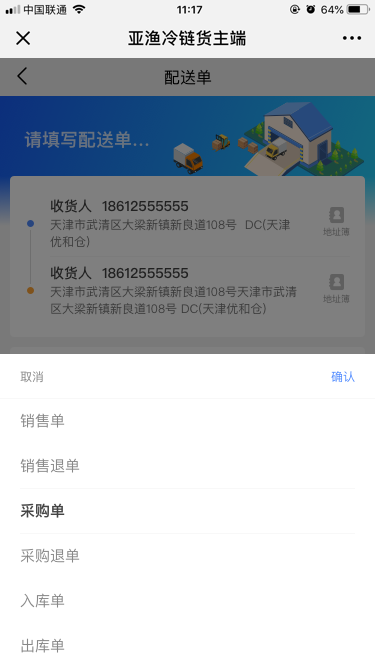 中国联通 11:17 64%
亚渔冷链货主端
配送单
请填写配送单...
收货人 18612555555
天津市武清区大梁新镇新良道108号 DC(天津
优和仓)
地址簿
收货人 18612555555
天津市武清区大梁新镇新良道108号天津市武清
区大梁新镇新良道108号 DC(天津优和仓)
地址簿
取消 确认
销售单
销售退单
采购单
采购退单
入库单
出库单